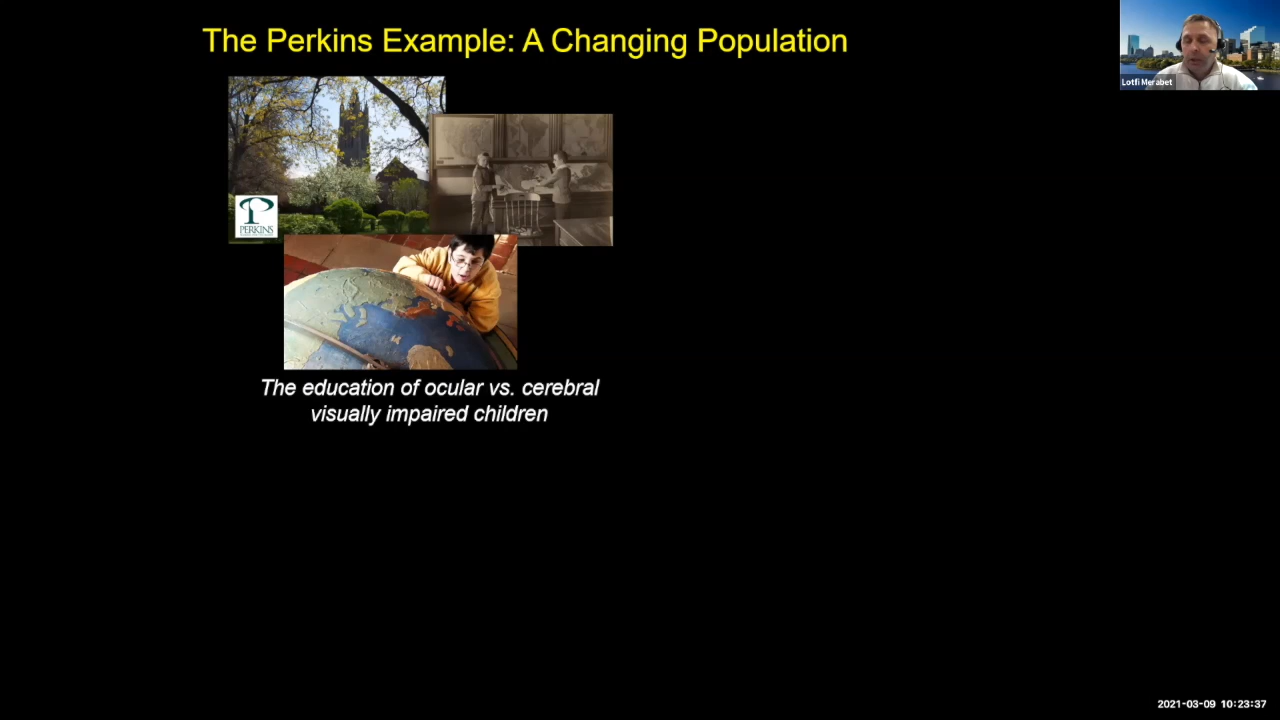 The Perkins Example: A Changing Population
Lotfi Merabet
PERKINS
The education of ocular vs. cerebral
visually impaired children
2021-03-09 10:23:37